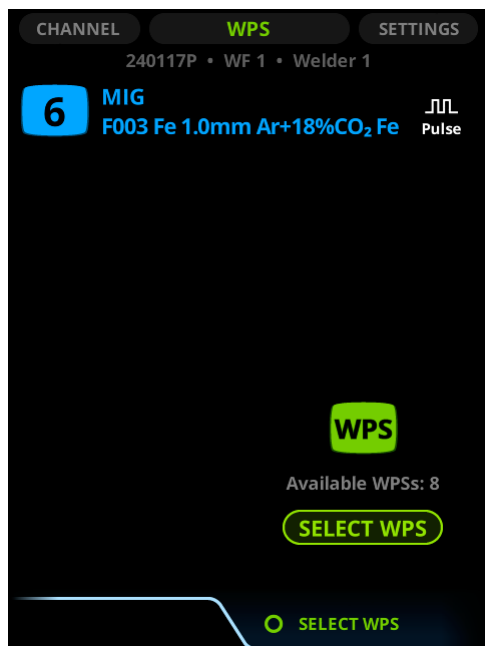 CHANNEL WPS SETTINGS
240117P • WF 1 • Welder 1
6 MIG
F003 Fe 1.0mm Ar+18%CO₂ Fe
Pulse
WPS
Available WPSs: 8
SELECT WPS
SELECT WPS